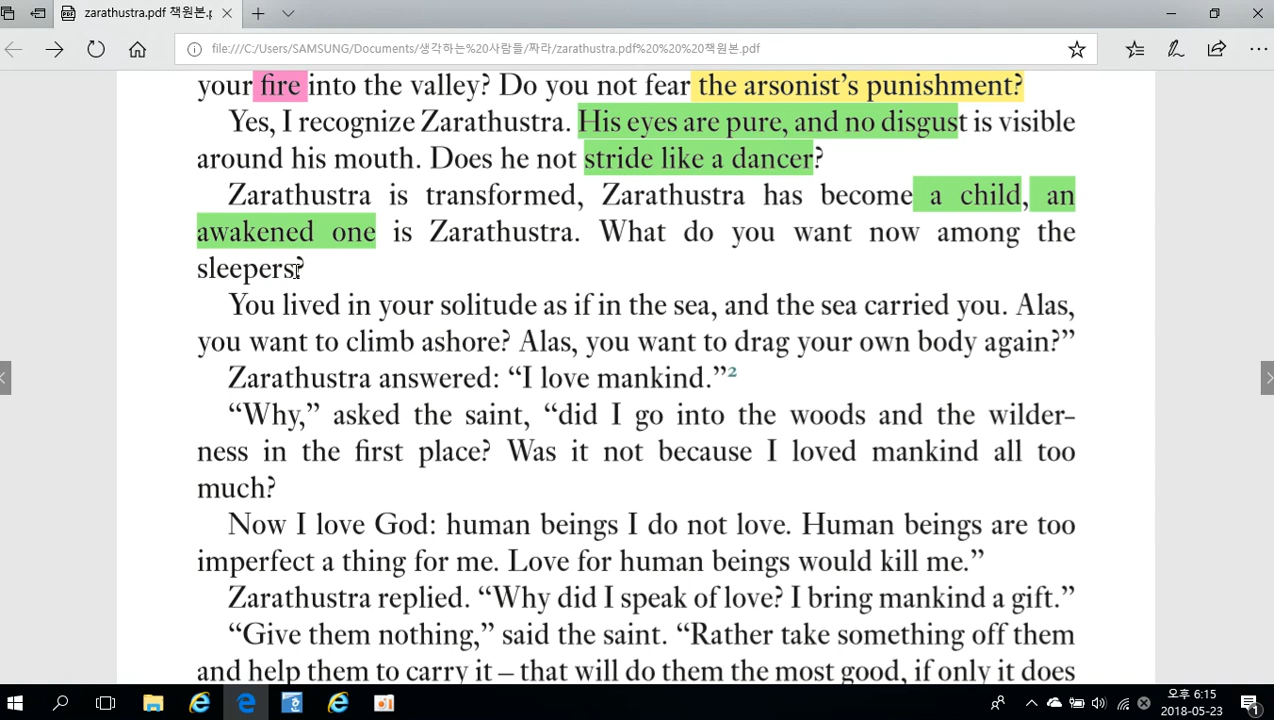 zarathustra.pdf 책원본.p
file:///C:/Users/SAMSUNG/Documents/생각하는%20사람들/짜라/zarathustra.pdf%20%20%20책원본.pdf
your fire into the valley? Do you not fear the arsonist’s punishment?
Yes, I recognize Zarathustra. His eyes are pure, and no disgust is visible
around his mouth. Does he not stride like a dancer?
Zarathustra is transformed, Zarathustra has become a child, an
awakened one is Zarathustra. What do you want now among the
sleepers?
You lived in your solitude as if in the sea, and the sea carried you. Alas,
you want to climb ashore? Alas, you want to drag your own body again?”
Zarathustra answered: “I love mankind.”2
“Why,” asked the saint, “did I go into the woods and the wilder-
ness in the first place? Was it not because I loved mankind all too
much?
Now I love God: human beings I do not love. Human beings are too
imperfect a thing for me. Love for human beings would kill me.”
Zarathustra replied. “Why did I speak of love? I bring mankind a gift.”
“Give them nothing,” said the saint. “Rather take something off them
and help them to carry it – that will do them the most good, if only it does
오후 6:15
2018-05-23
1